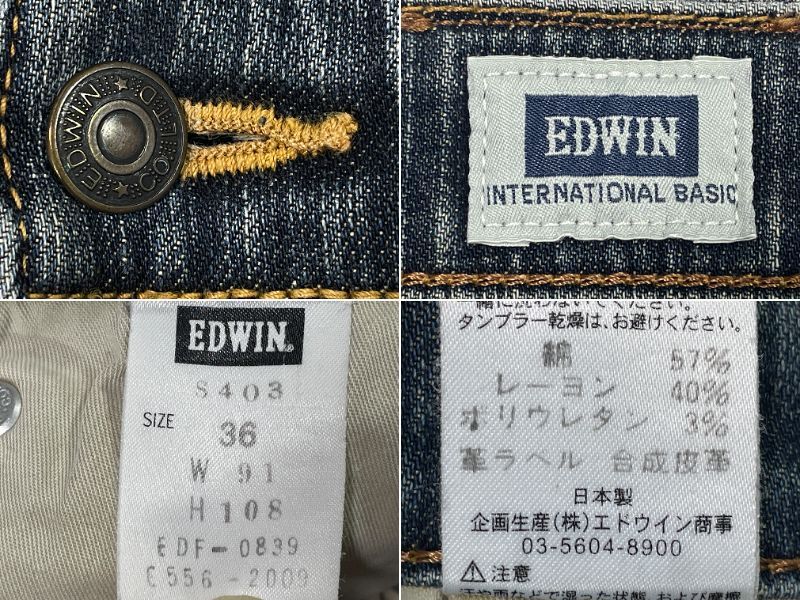 EDWIN CO. LTD.
EDWIN
INTERNATIONAL BASIC
EDWIN
S403
SIZE 36
W 91
H 108
EDF-0839
C556-2009
タンブラー乾燥は、お避けください。
綿 57%
レーヨン 40%
ポリウレタン 3%
革ラベル 合成皮革
日本製
企画生産(株)エドウイン商事
03-5604-8900
⚠注意